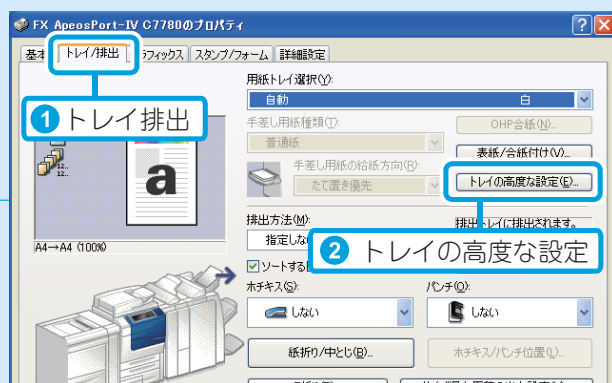 FX ApeosPort-IV C7780のプロパティ
基本 トレイ/排出 グラフィックス スタンプ/フォーム 詳細設定
用紙トレイ選択(Y):
自動 白
1 トレイ排出
手差し用紙種類(T):
OHP合紙(N)...
普通紙
表紙/合紙付け(V)...
手差し用紙の給紙方向(R):
たて置き優先
トレイの高度な設定(E)...
12..
12..
a
排出方法(M):
排出トレイに排出されます。
指定しない
2 トレイの高度な設定
A4→A4 (100%)
ソートする
ホチキス(S):
パンチ(O):
しない
しない
紙折り/中とじ(B)...
ホチキス/パンチ位置(L)...